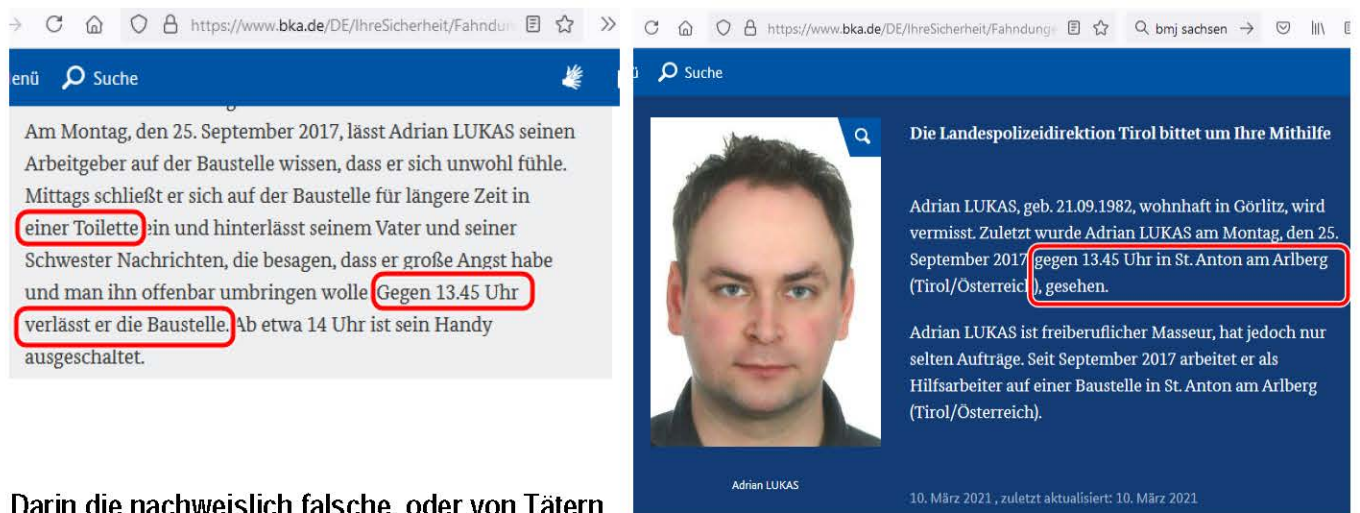 https://www.bka.de/DE/IhreSicherheit/Fahndun
enü Suche
Am Montag, den 25. September 2017, lässt Adrian LUKAS seinen
Arbeitgeber auf der Baustelle wissen, dass er sich unwohl fühle.
Mittags schließt er sich auf der Baustelle für längere Zeit in
einer Toilette ein und hinterlässt seinem Vater und seiner
Schwester Nachrichten, die besagen, dass er große Angst habe
und man ihn offenbar umbringen wolle. Gegen 13.45 Uhr
verlässt er die Baustelle. Ab etwa 14 Uhr ist sein Handy
ausgeschaltet.
Darin die nachweislich falsche, oder von Tätern
https://www.bka.de/DE/IhreSicherheit/Fahndunge bmj sachsen
ü Suche
Die Landespolizeidirektion Tirol bittet um Ihre Mithilfe
Adrian LUKAS, geb. 21.09.1982, wohnhaft in Görlitz, wird
vermisst. Zuletzt wurde Adrian LUKAS am Montag, den 25.
September 2017 gegen 13.45 Uhr in St. Anton am Arlberg
(Tirol/Österreich), gesehen.
Adrian LUKAS ist freiberuflicher Masseur, hat jedoch nur
selten Aufträge. Seit September 2017 arbeitet er als
Hilfsarbeiter auf einer Baustelle in St. Anton am Arlberg
(Tirol/Österreich).
Adrian LUKAS
10. März 2021 , zuletzt aktualisiert: 10. März 2021